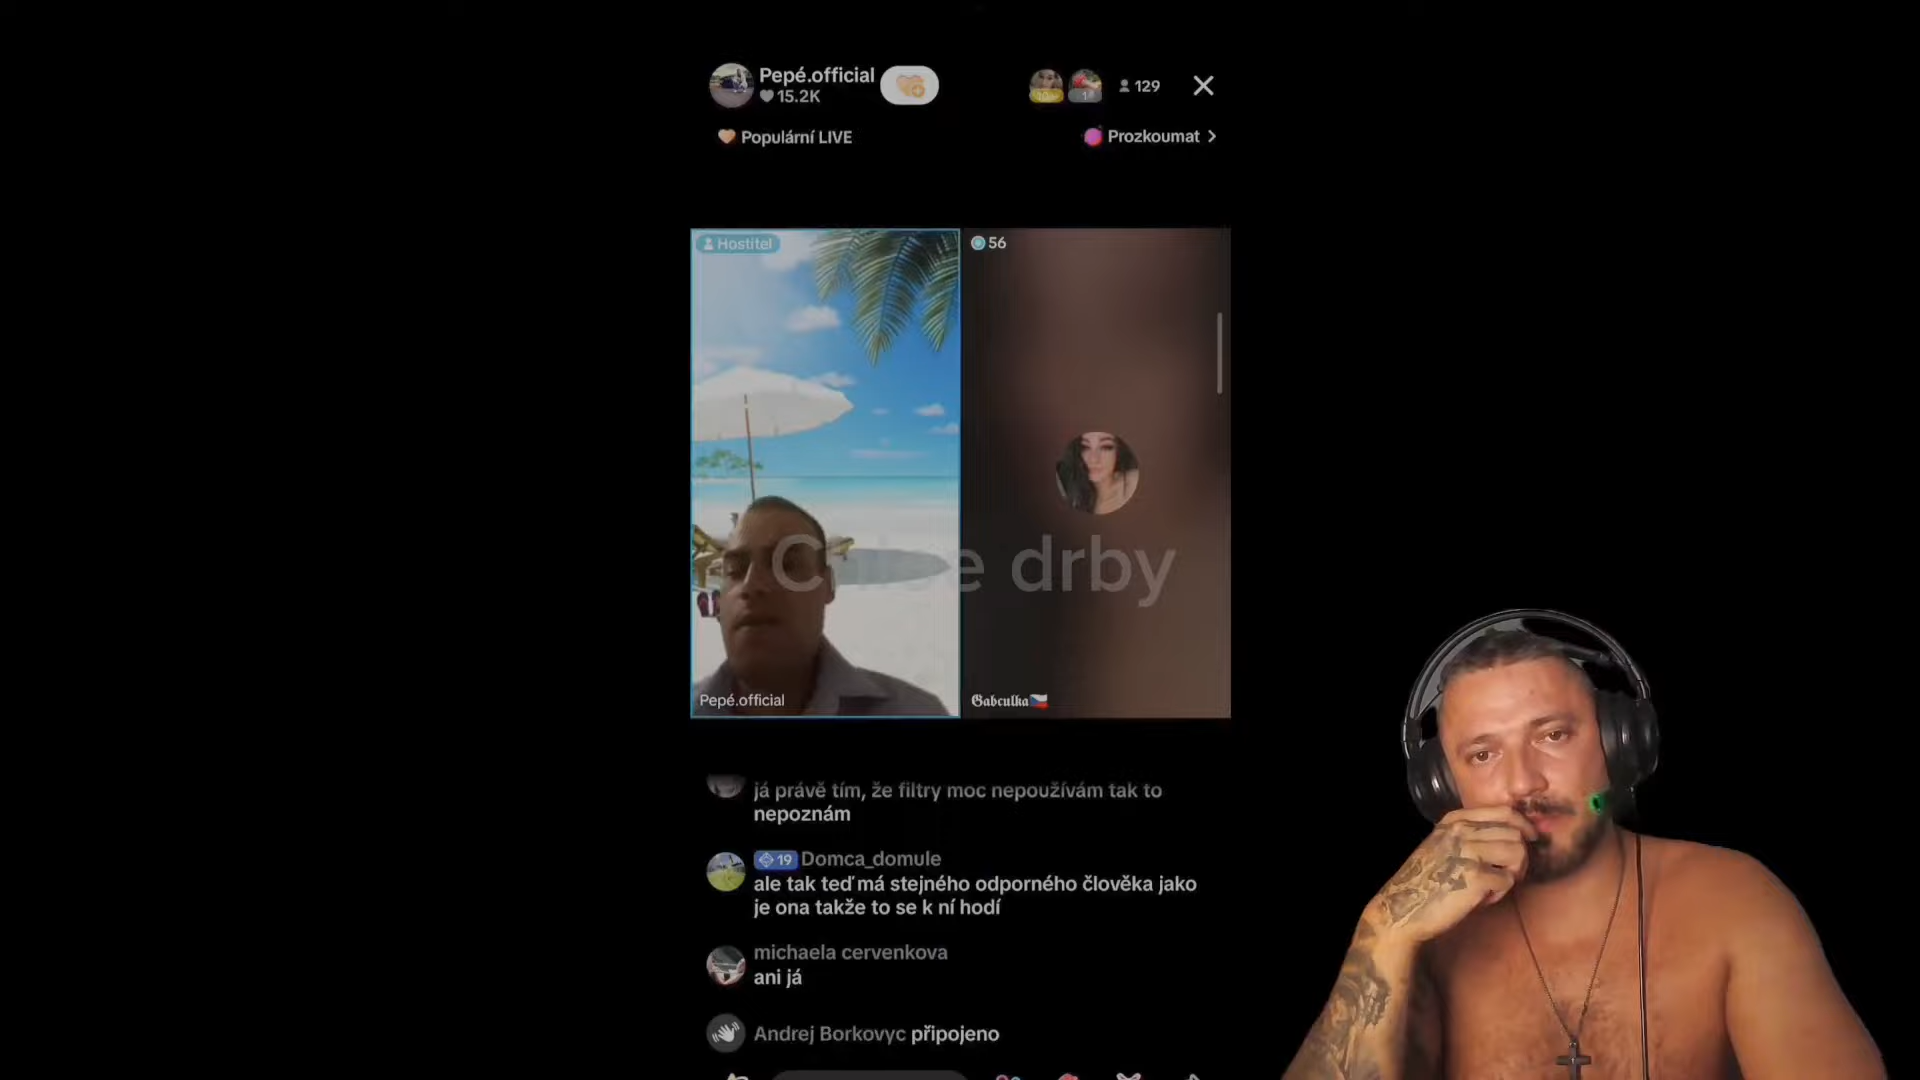 Pepé.official
15.2K
129
Populární LIVE
Prozkoumat
Hostitel
56
drby
Pepé.official
Gabculka
já právě tím, že filtry moc nepoužívám tak to
nepoznám
19 Domca_domule
ale tak teď má stejného odporného člověka jako
je ona takže to se k ní hodí
michaela cervenkova
ani já
Andrej Borkovyc připojeno